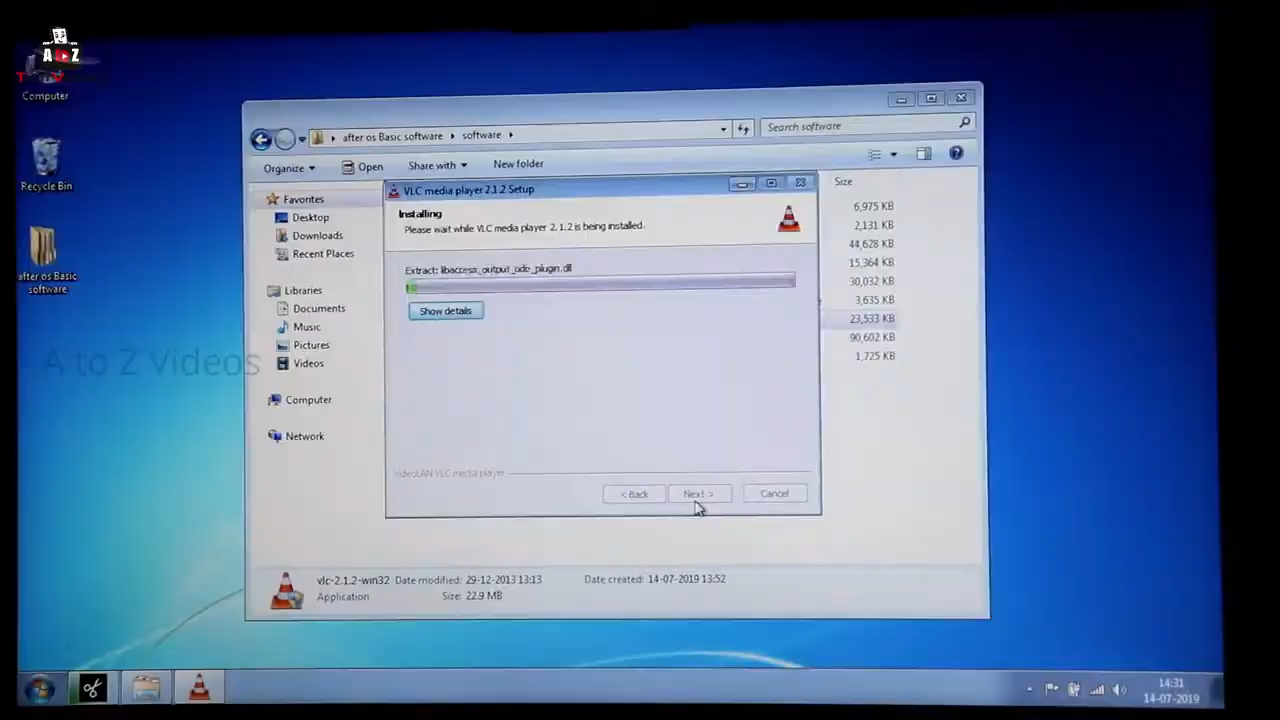 A Z
Computer
Recycle Bin
after os Basic
software
A to Z Videos
after os Basic software
software
Search software
Organize
Open
Share with
New folder
Favorites
Desktop
Downloads
Recent Places
Libraries
Documents
Music
Pictures
Videos
Computer
Network
VLC media player 2.1.2 Setup
Installing
Please wait while VLC media player 2.1.2 is being installed.
Show details
VideoLAN VLC media player
< Back
Next >
Cancel
Size
6,975 KB
2,131 KB
44,628 KB
15,364 KB
30,032 KB
3,635 KB
23,533 KB
90,602 KB
1,725 KB
vlc-2.1.2-win32 Date modified: 29-12-2013 13:13 Date created: 14-07-2019 13:52
Application Size: 22.9 MB
14:31
14-07-2019